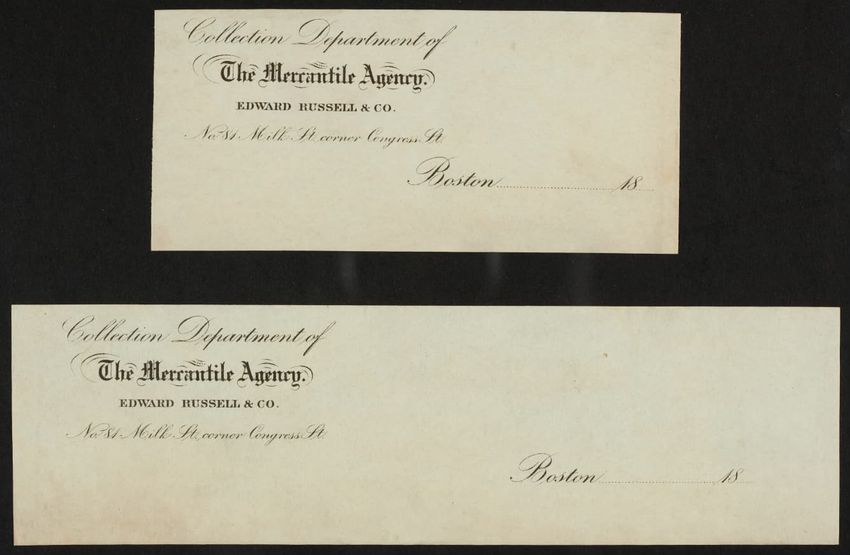 Collection Department of
The Mercantile Agency.
EDWARD RUSSELL & CO.
No. 81 Milk St. corner Congress St.
Boston 18
Collection Department of
The Mercantile Agency.
EDWARD RUSSELL & CO.
No. 81 Milk St., corner Congress St.
Boston 18